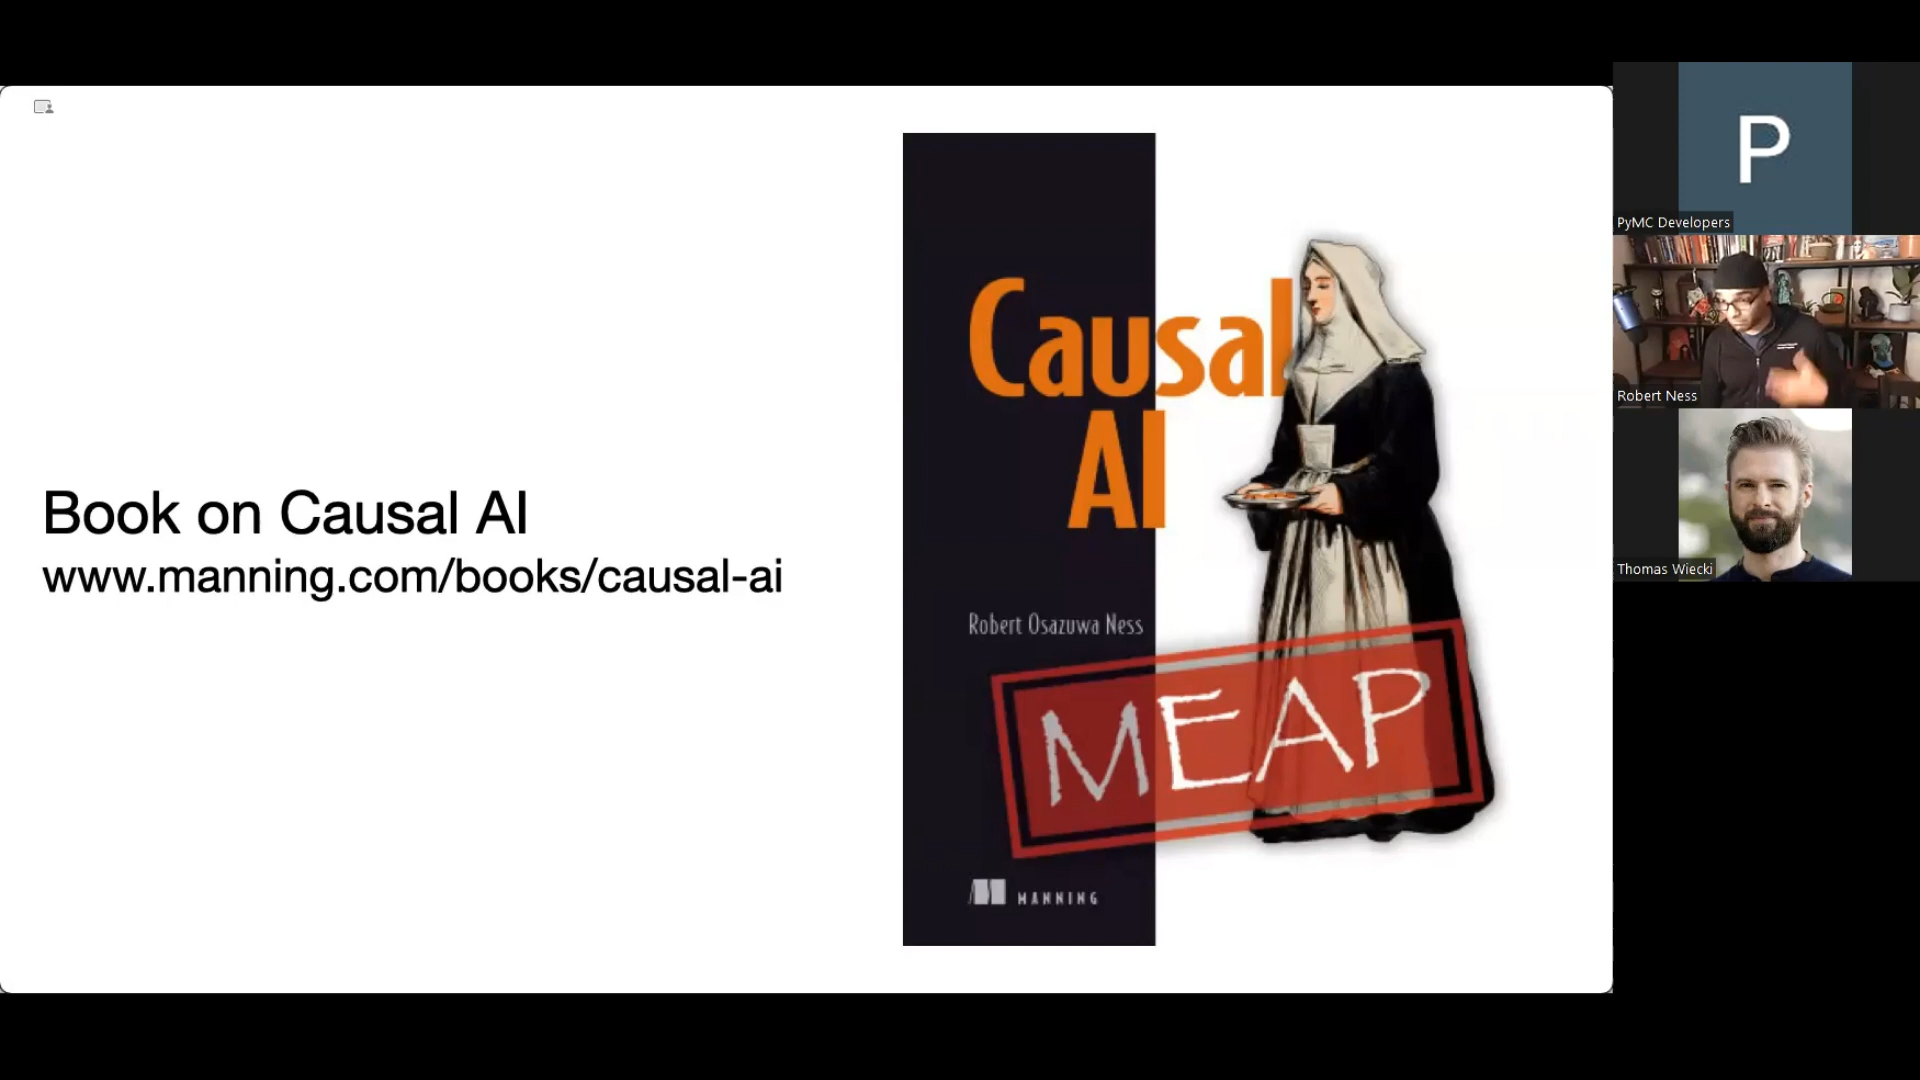 Book on Causal AI
www.manning.com/books/causal-ai
Causal
AI
Robert Osazuwa Ness
MEAP
MANNING
P
PyMC Developers
Robert Ness
Thomas Wiecki